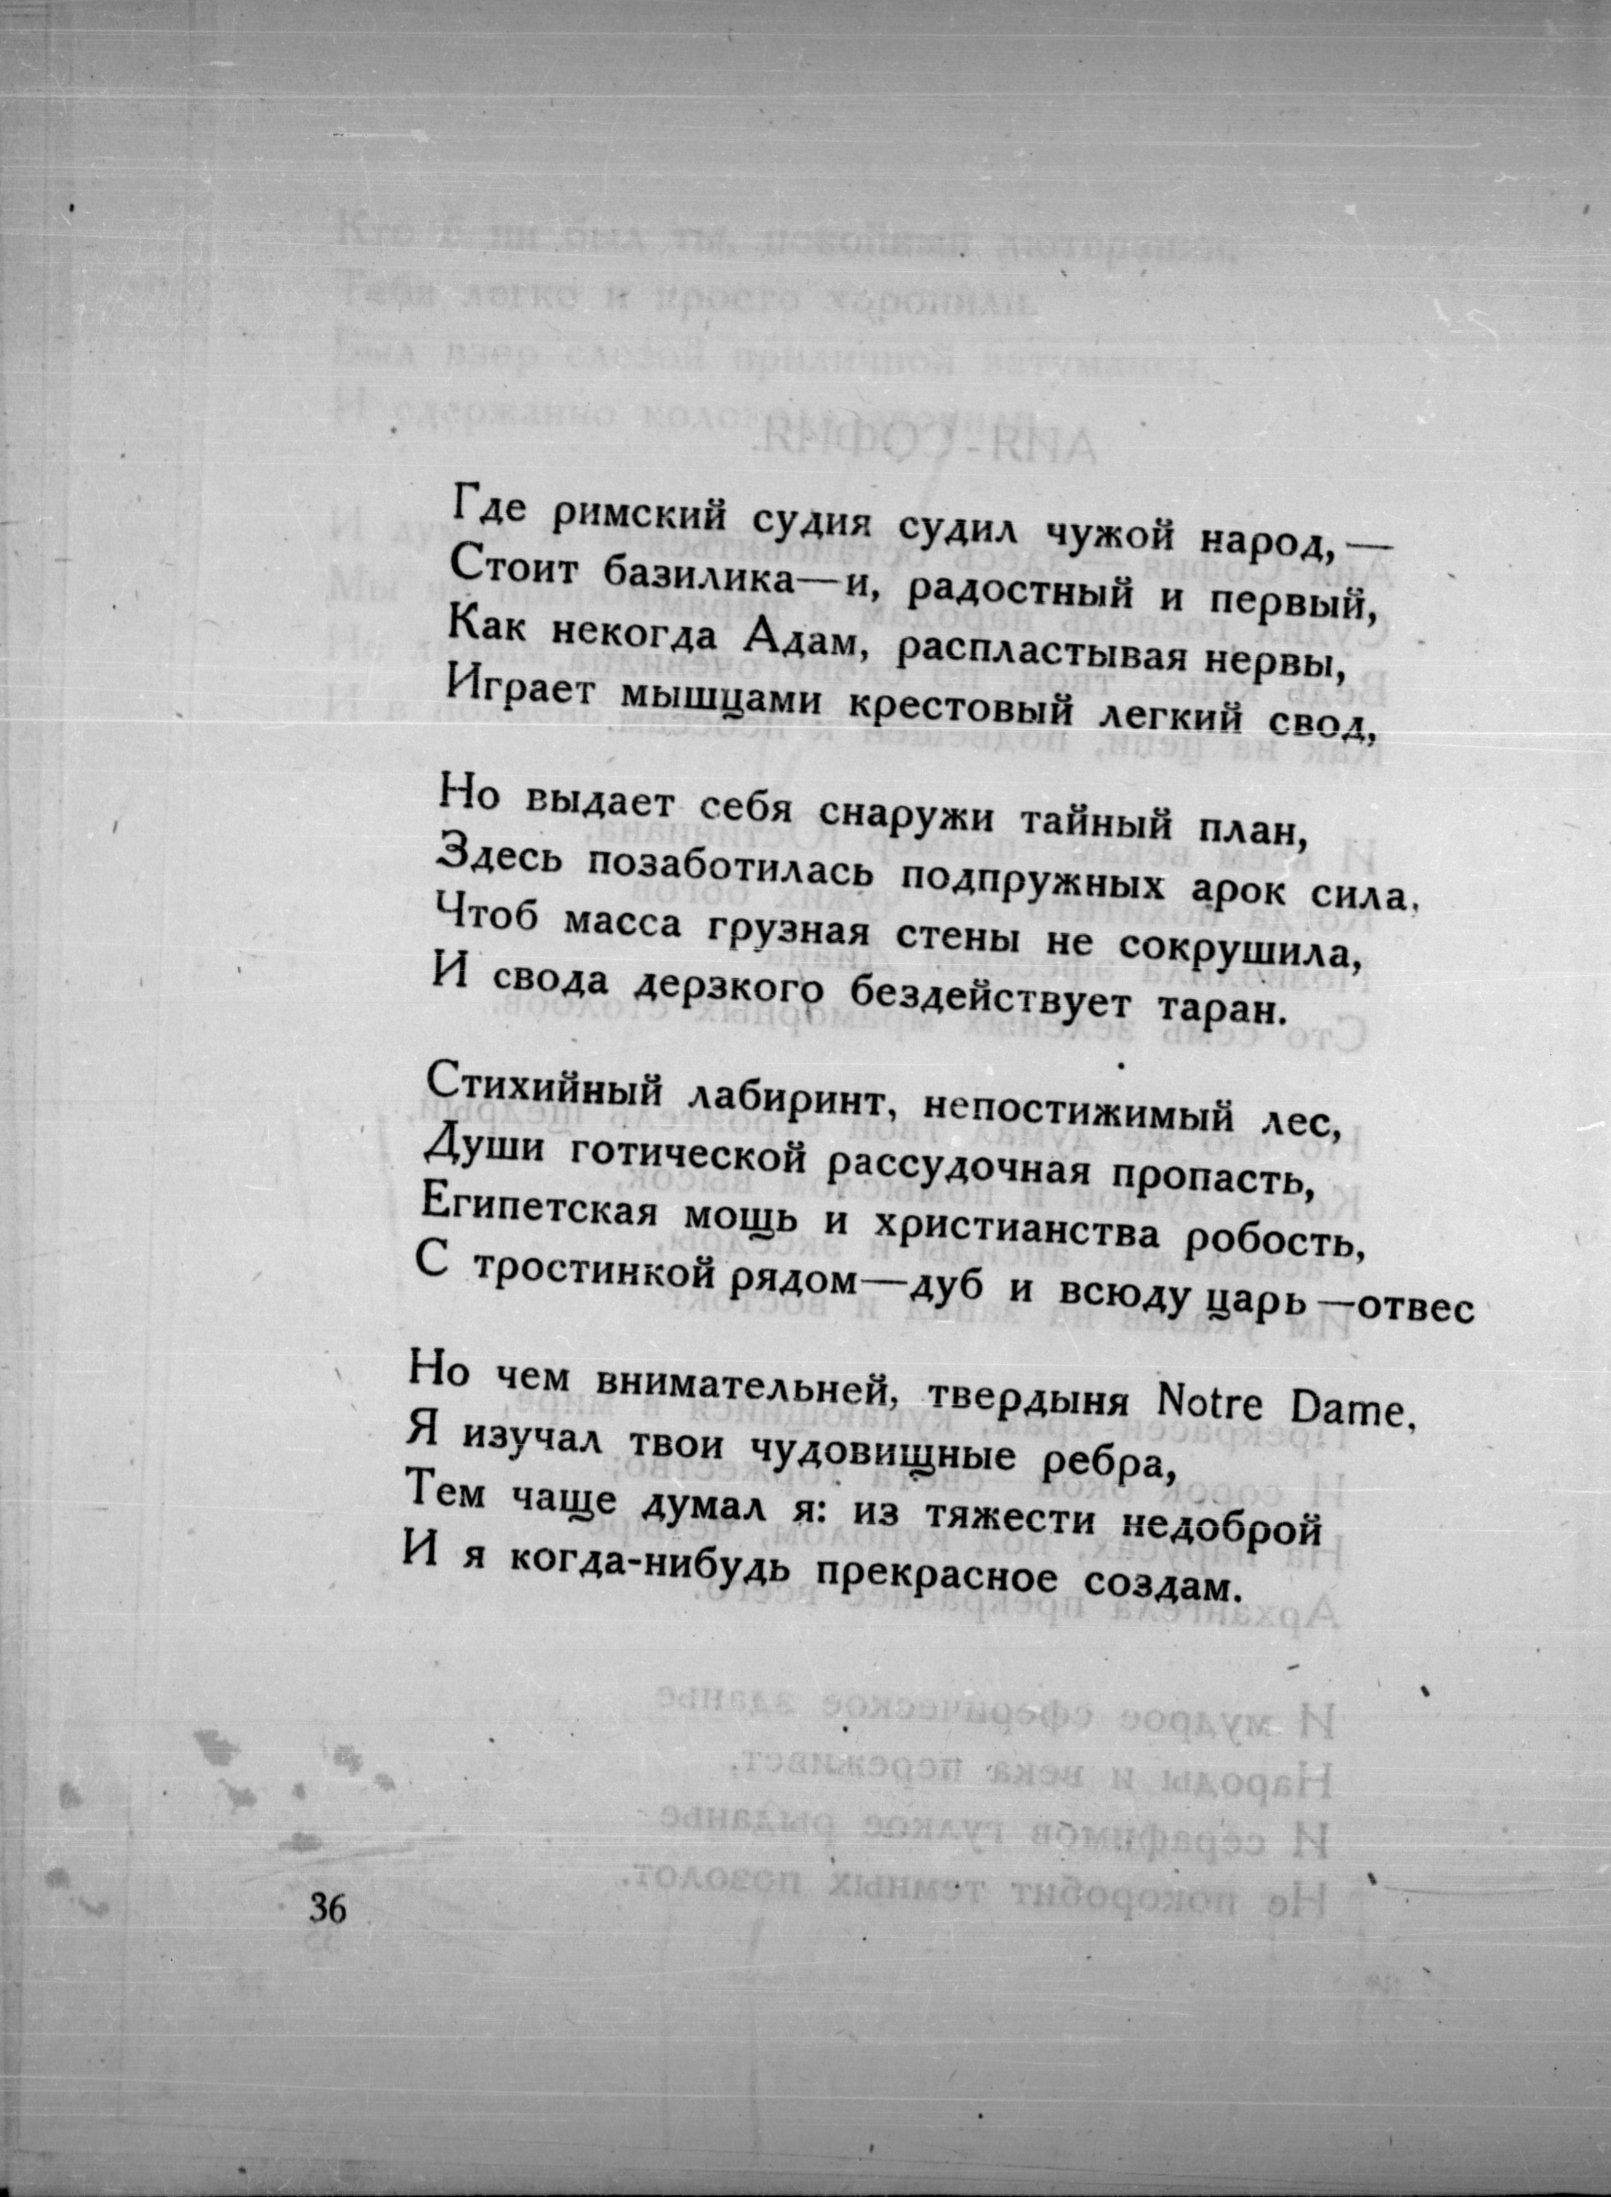 Где римский судия судил чужой народ,—
Стоит базилика—и, радостный и первый,
Как некогда Адам, распластывая нервы,
Играет мышцами крестовый легкий свод,
Но выдает себя снаружи тайный план,
Здесь позаботилась подпружных арок сила,
Чтоб масса грузная стены не сокрушила,
И свода дерзкого бездействует таран.
Стихийный лабиринт, непостижимый лес,
Души готической рассудочная пропасть,
Египетская мощь и христианства робость,
С тростинкой рядом—дуб и всюду царь—отвес
Но чем внимательней, твердыня Notre Dame,
Я изучал твои чудовищные ребра,
Тем чаще думал я: из тяжести недоброй
И я когда-нибудь прекрасное создам.
36